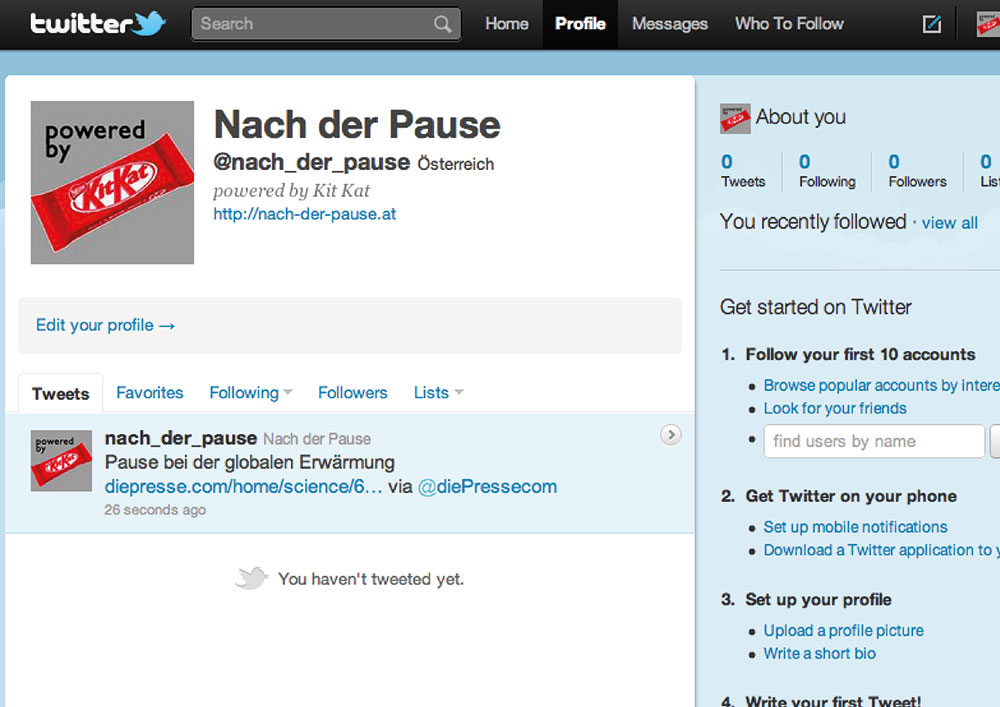 twitter
Search
Home
Profile
Messages
Who To Follow
powered
by
KitKat
Nach der Pause
@nach_der_pause Österreich
powered by Kit Kat
http://nach-der-pause.at
Edit your profile →
Tweets
Favorites
Following
Followers
Lists
powered
by
KitKat
nach_der_pause Nach der Pause
Pause bei der globalen Erwärmung
diepresse.com/home/science/6… via @diePressecom
26 seconds ago
You haven't tweeted yet.
About you
0
Tweets
0
Following
0
Followers
0
List
You recently followed · view all
Get started on Twitter
1. Follow your first 10 accounts
• Browse popular accounts by intere
• Look for your friends
• find users by name
2. Get Twitter on your phone
• Set up mobile notifications
• Download a Twitter application to y
3. Set up your profile
• Upload a profile picture
• Write a short bio
4. Write your first Tweet!